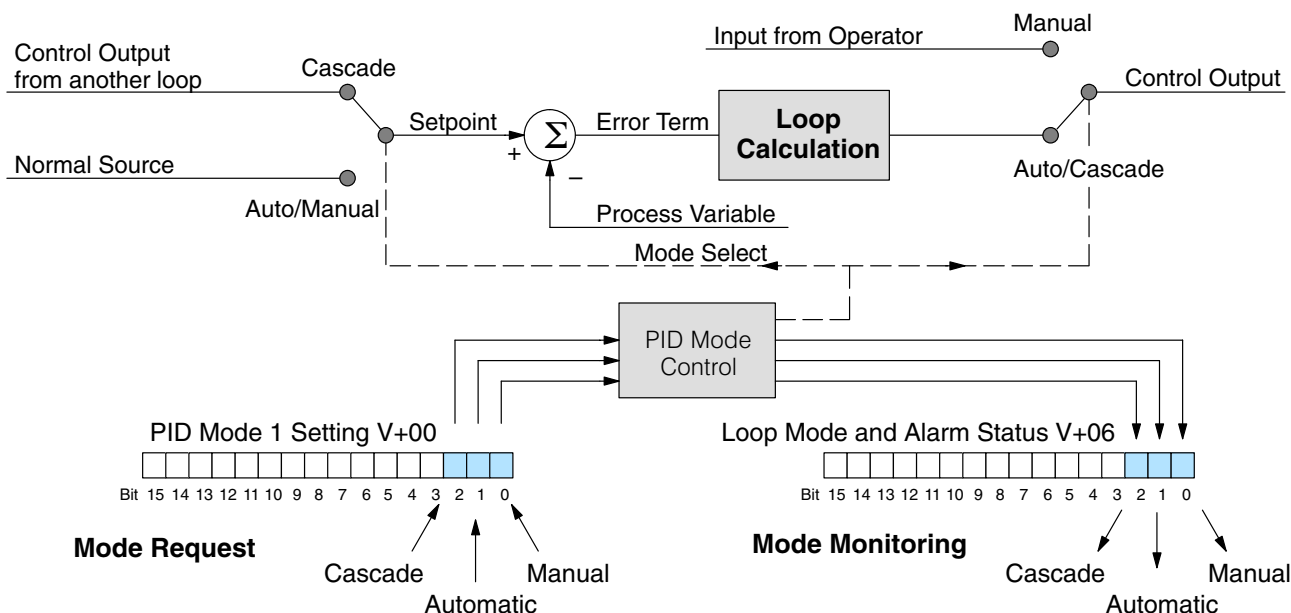 Manual
Input from Operator
Control Output
from another loop
Cascade
Control Output
Setpoint
+
Σ
−
Error Term
Loop
Calculation
Normal Source
Auto/Manual
Auto/Cascade
Process Variable
Mode Select
PID Mode
Control
PID Mode 1 Setting V+00
Bit 15 14 13 12 11 10 9 8 7 6 5 4 3 2 1 0
Mode Request
Cascade
Automatic
Manual
Loop Mode and Alarm Status V+06
Bit 15 14 13 12 11 10 9 8 7 6 5 4 3 2 1 0
Mode Monitoring
Cascade
Automatic
Manual